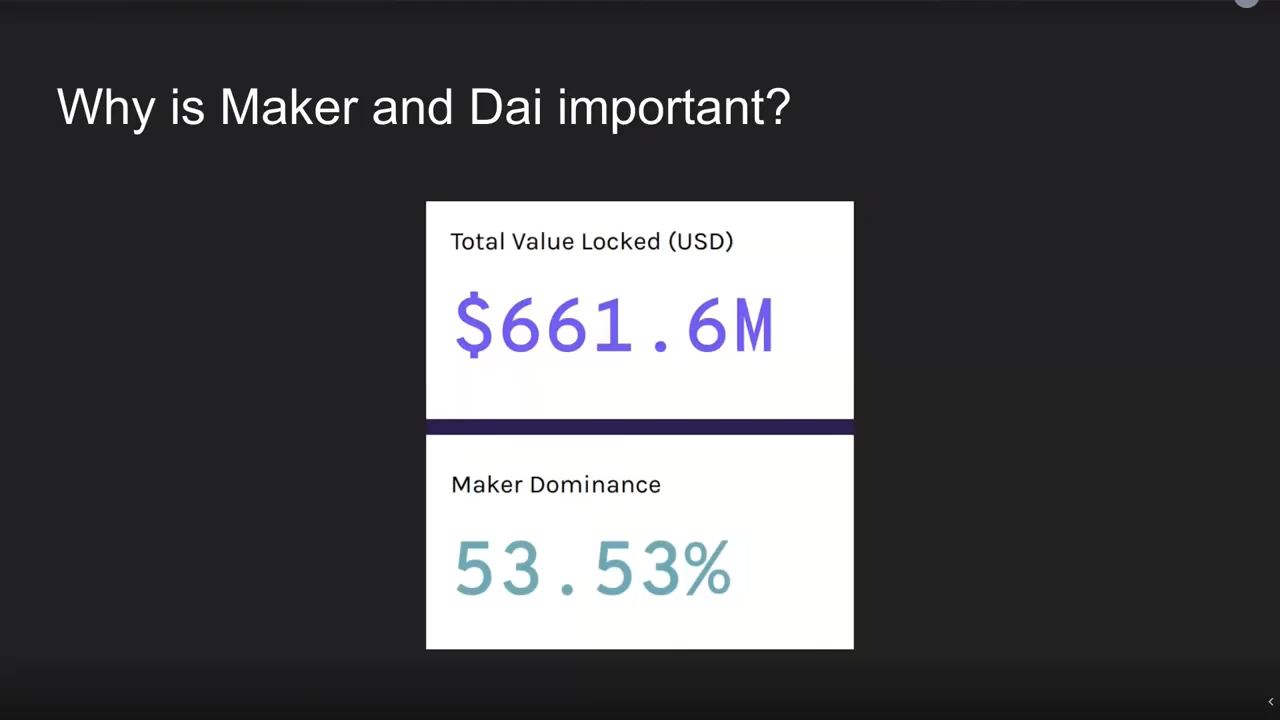 Why is Maker and Dai important?
Total Value Locked (USD)
$661.6M
Maker Dominance
53.53%